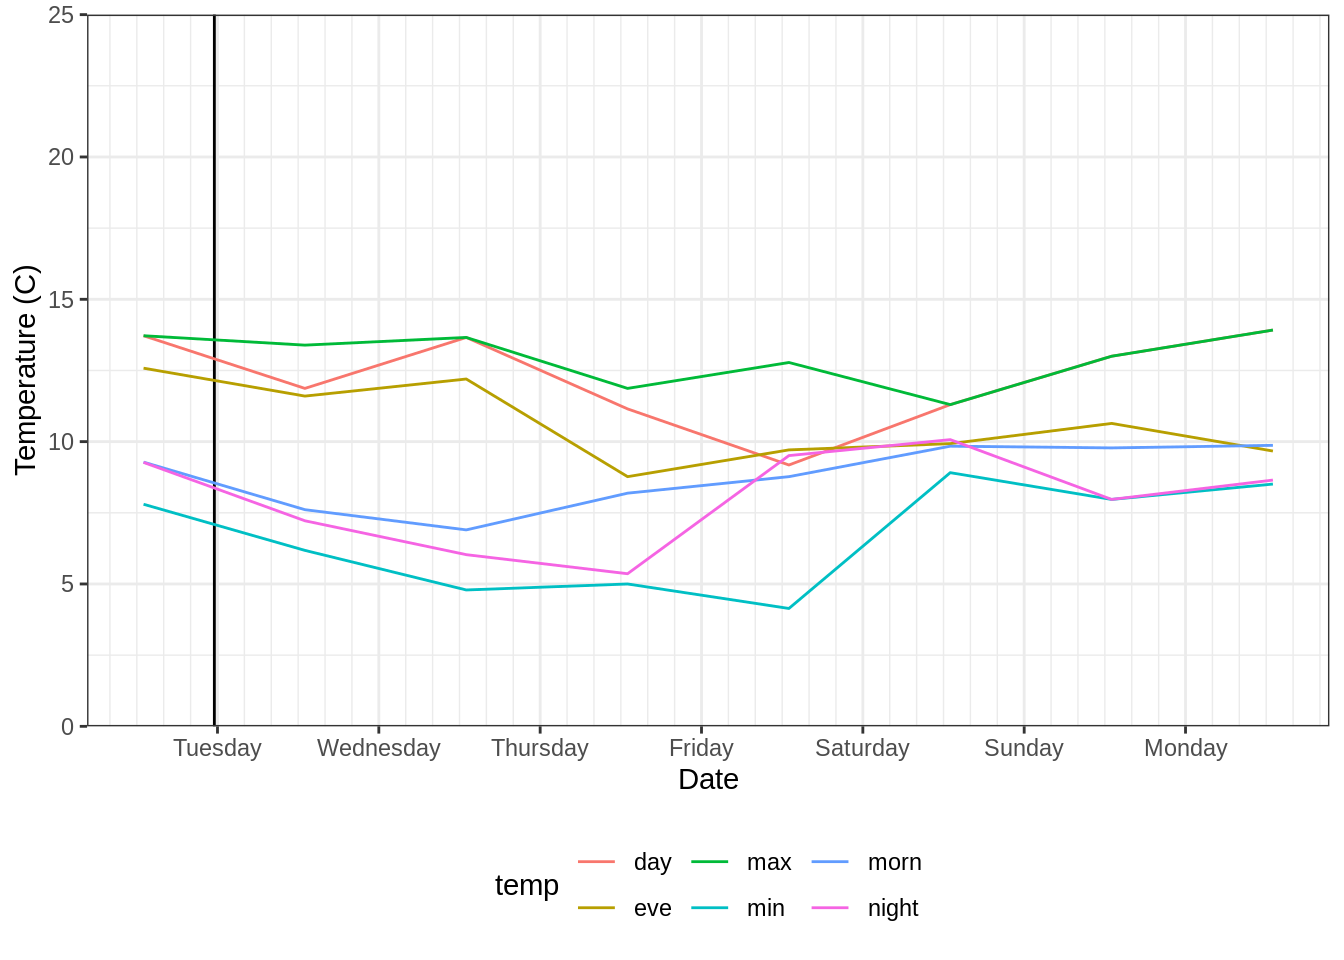 25
20
15
10
5
0
Temperature (C)
Tuesday Wednesday Thursday Friday Saturday Sunday Monday
Date
temp
day max morn
eve min night